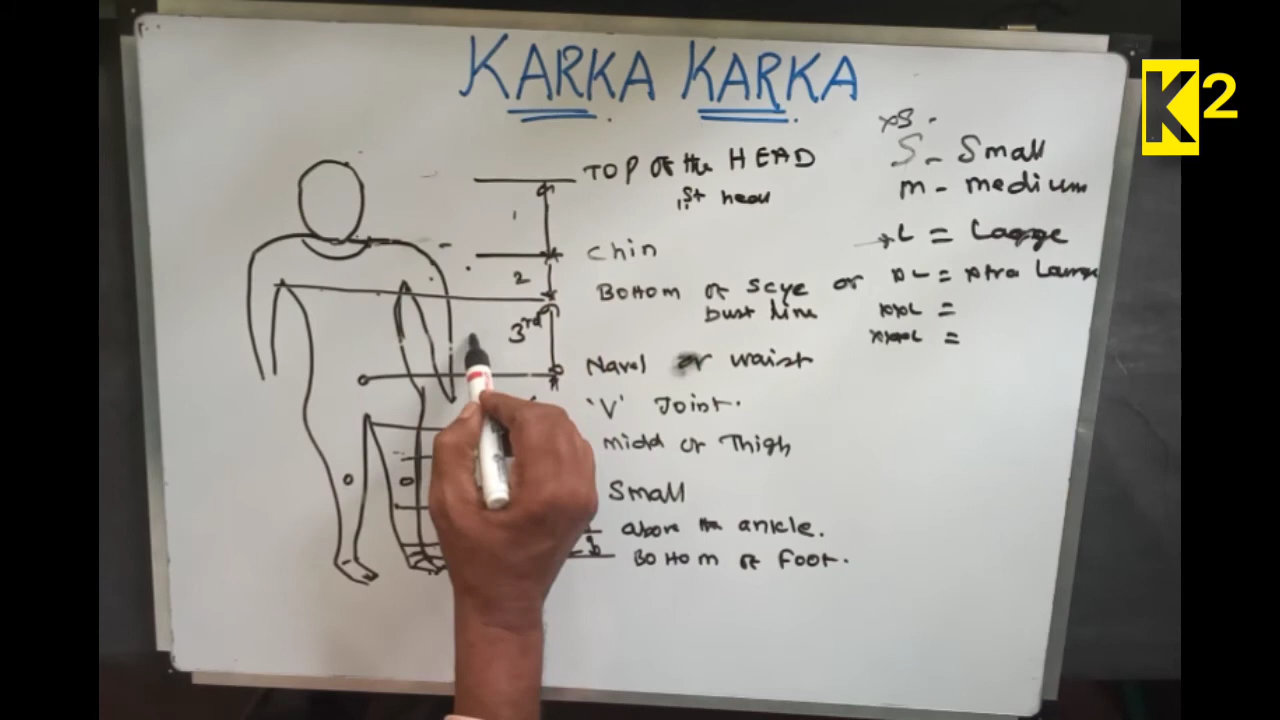 KARKA KARKA
K2
TOP of the HEAD
1st head
1
chin
2
Bottom of Scye or
bust line
3rd
Navel or waist
'V' Joint.
midd or Thigh
Small
above the ankle.
8
Bottom of Foot.
xs.
S - Small
m - medium
L = Large
xL = xtra Large
xxL =
xxxL =